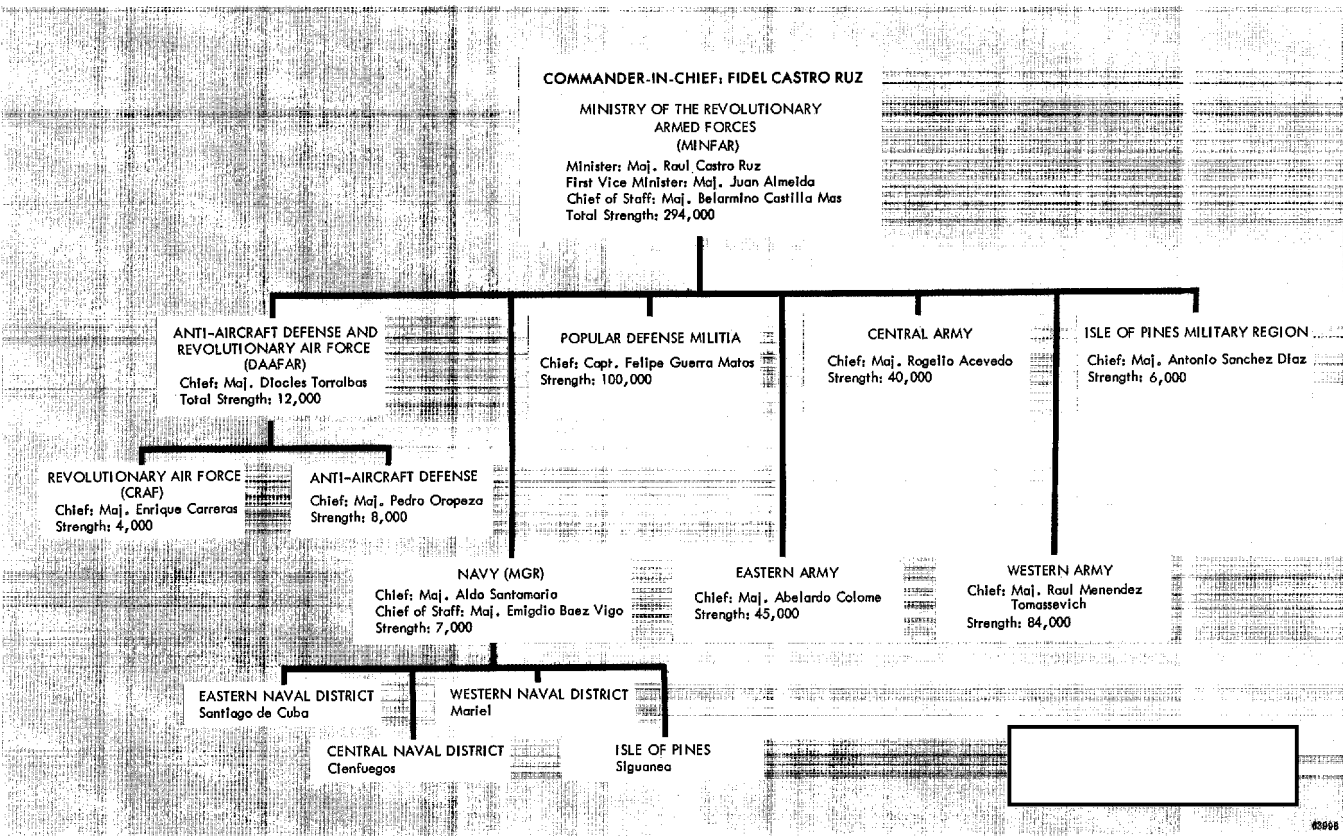 COMMANDER-IN-CHIEF: FIDEL CASTRO RUZ
MINISTRY OF THE REVOLUTIONARY
ARMED FORCES
(MINFAR)
Minister: Maj. Raul Castro Ruz
First Vice Minister: Maj. Juan Almeida
Chief of Staff: Maj. Belarmino Castilla Mas
Total Strength: 294,000
ANTI-AIRCRAFT DEFENSE AND
REVOLUTIONARY AIR FORCE
(DAAFAR)
Chief: Maj. Diocles Torralbas
Total Strength: 12,000
POPULAR DEFENSE MILITIA
Chief: Capt. Felipe Guerra Matos
Strength: 100,000
CENTRAL ARMY
Chief: Maj. Rogelio Acevedo
Strength: 40,000
ISLE OF PINES MILITARY REGION
Chief: Maj. Antonio Sanchez Diaz
Strength: 6,000
REVOLUTIONARY AIR FORCE
(CRAF)
Chief: Maj. Enrique Carreras
Strength: 4,000
ANTI-AIRCRAFT DEFENSE
Chief: Maj. Pedro Oropeza
Strength: 8,000
NAVY (MGR)
Chief: Maj. Aldo Santamaria
Chief of Staff: Maj. Emigdio Baez Vigo
Strength: 7,000
EASTERN ARMY
Chief: Maj. Abelardo Colome
Strength: 45,000
WESTERN ARMY
Chief: Maj. Raul Menendez
Tomassevich
Strength: 84,000
EASTERN NAVAL DISTRICT
Santiago de Cuba
WESTERN NAVAL DISTRICT
Mariel
CENTRAL NAVAL DISTRICT
Cienfuegos
ISLE OF PINES
Siguanea